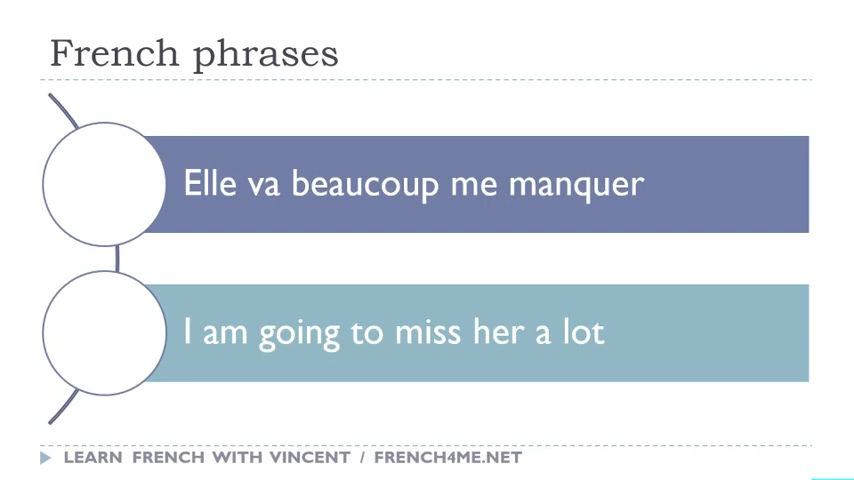 French phrases
Elle va beaucoup me manquer
I am going to miss her a lot
LEARN FRENCH WITH VINCENT / FRENCH4ME.NET